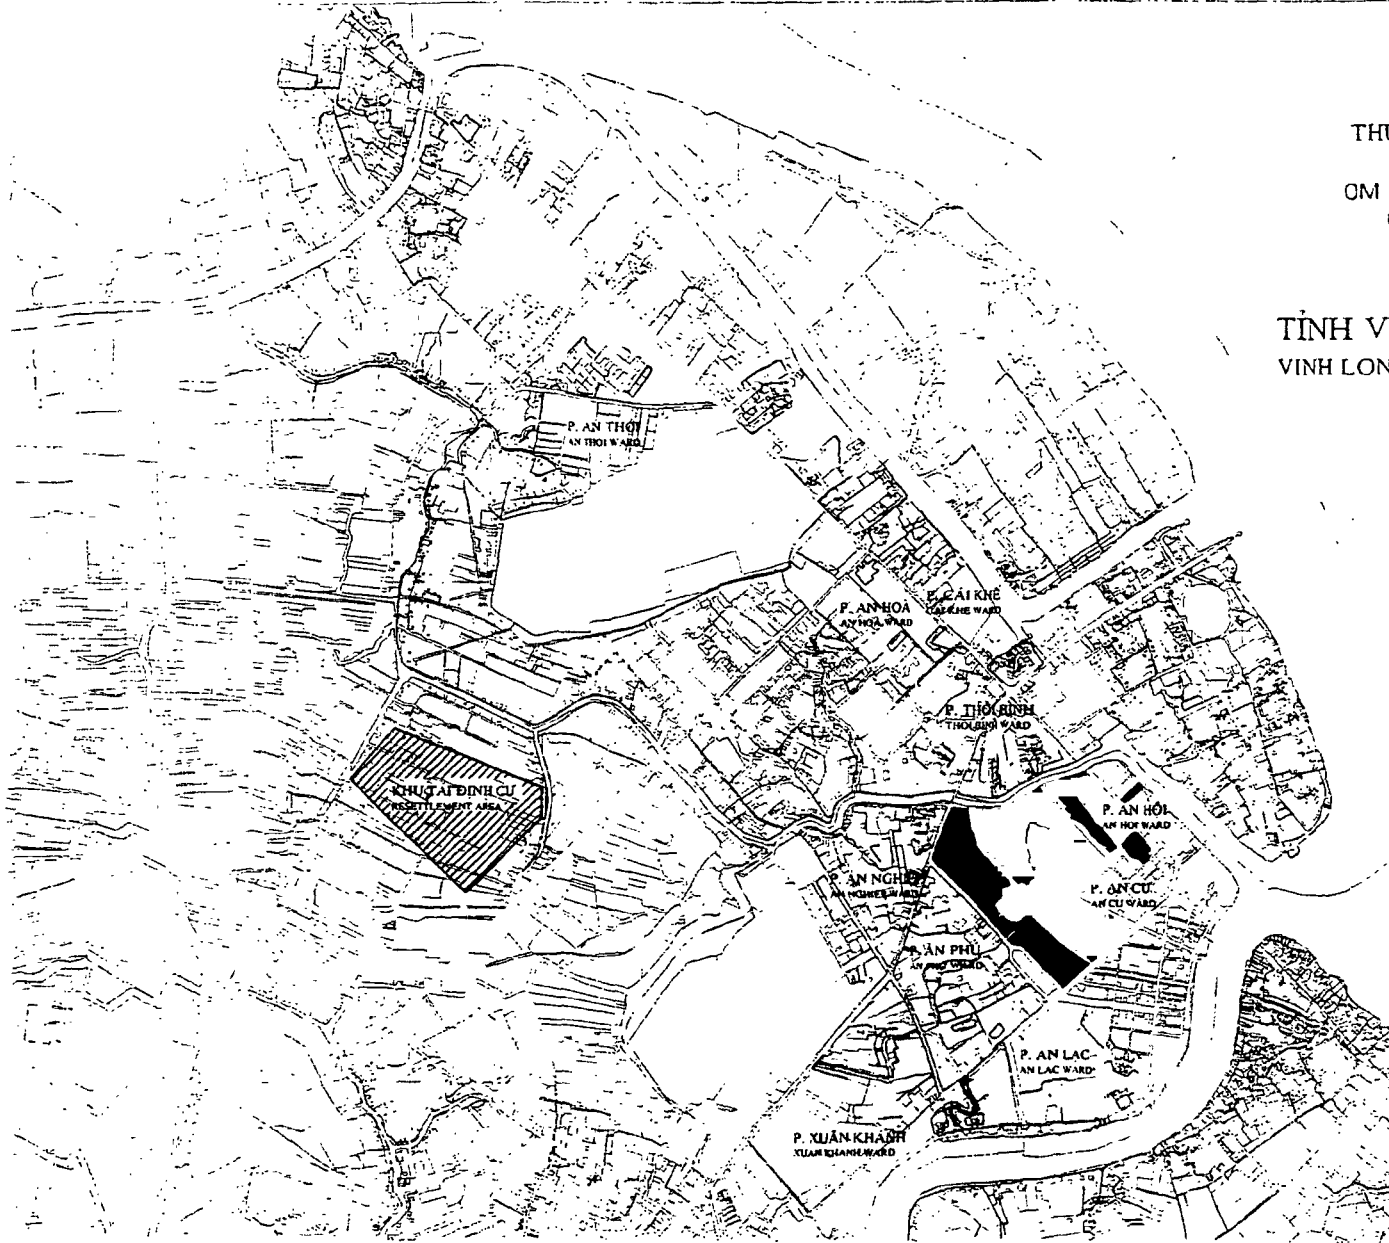 THU
OM
TỈNH V
VINH LON
P. AN THỚI
AN THOI WARD
P. AN HOÀ
AN HOA WARD
P. CÁI KHẾ
CAI KHE WARD
P. THỚI BÌNH
THOI BINH WARD
KHU TÁI ĐỊNH CƯ
RESETTLEMENT AREA
P. AN HỘI
AN HOI WARD
P. AN NGHIỆP
AN NGHIEP WARD
P. AN CƯ
AN CU WARD
P. AN PHÚ
AN PHU WARD
P. AN LẠC
AN LAC WARD
P. XUÂN KHÁNH
XUAN KHANH WARD